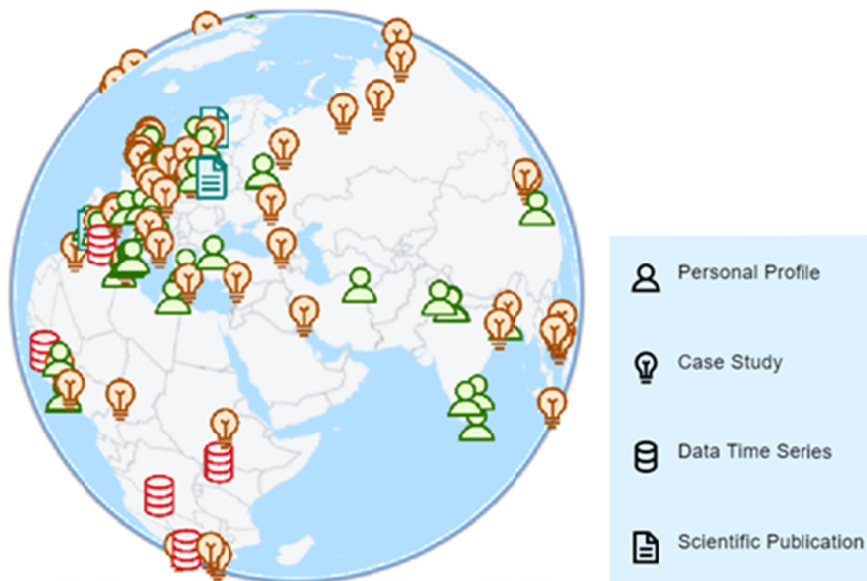 Personal Profile
Case Study
Data Time Series
Scientific Publication